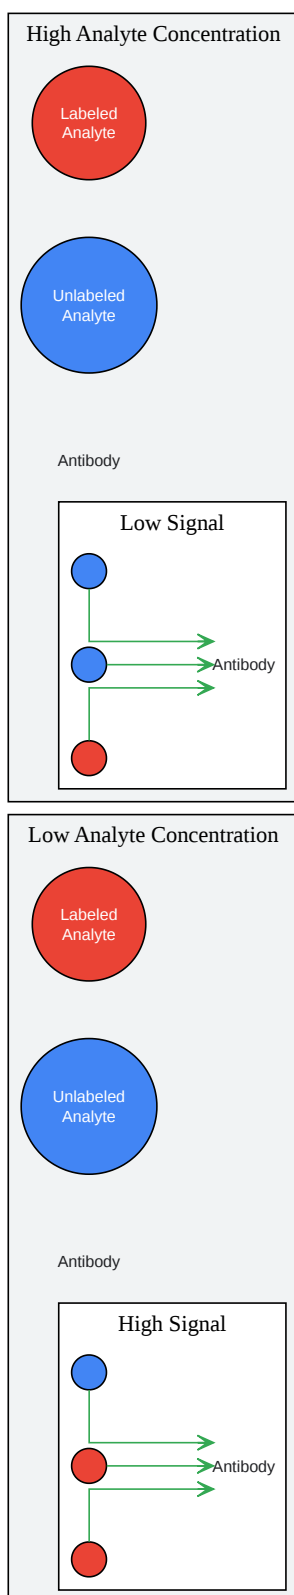 High Analyte Concentration
Labeled
Analyte
Unlabeled
Analyte
Antibody
Low Signal
Antibody
Low Analyte Concentration
Labeled
Analyte
Unlabeled
Analyte
Antibody
High Signal
Antibody